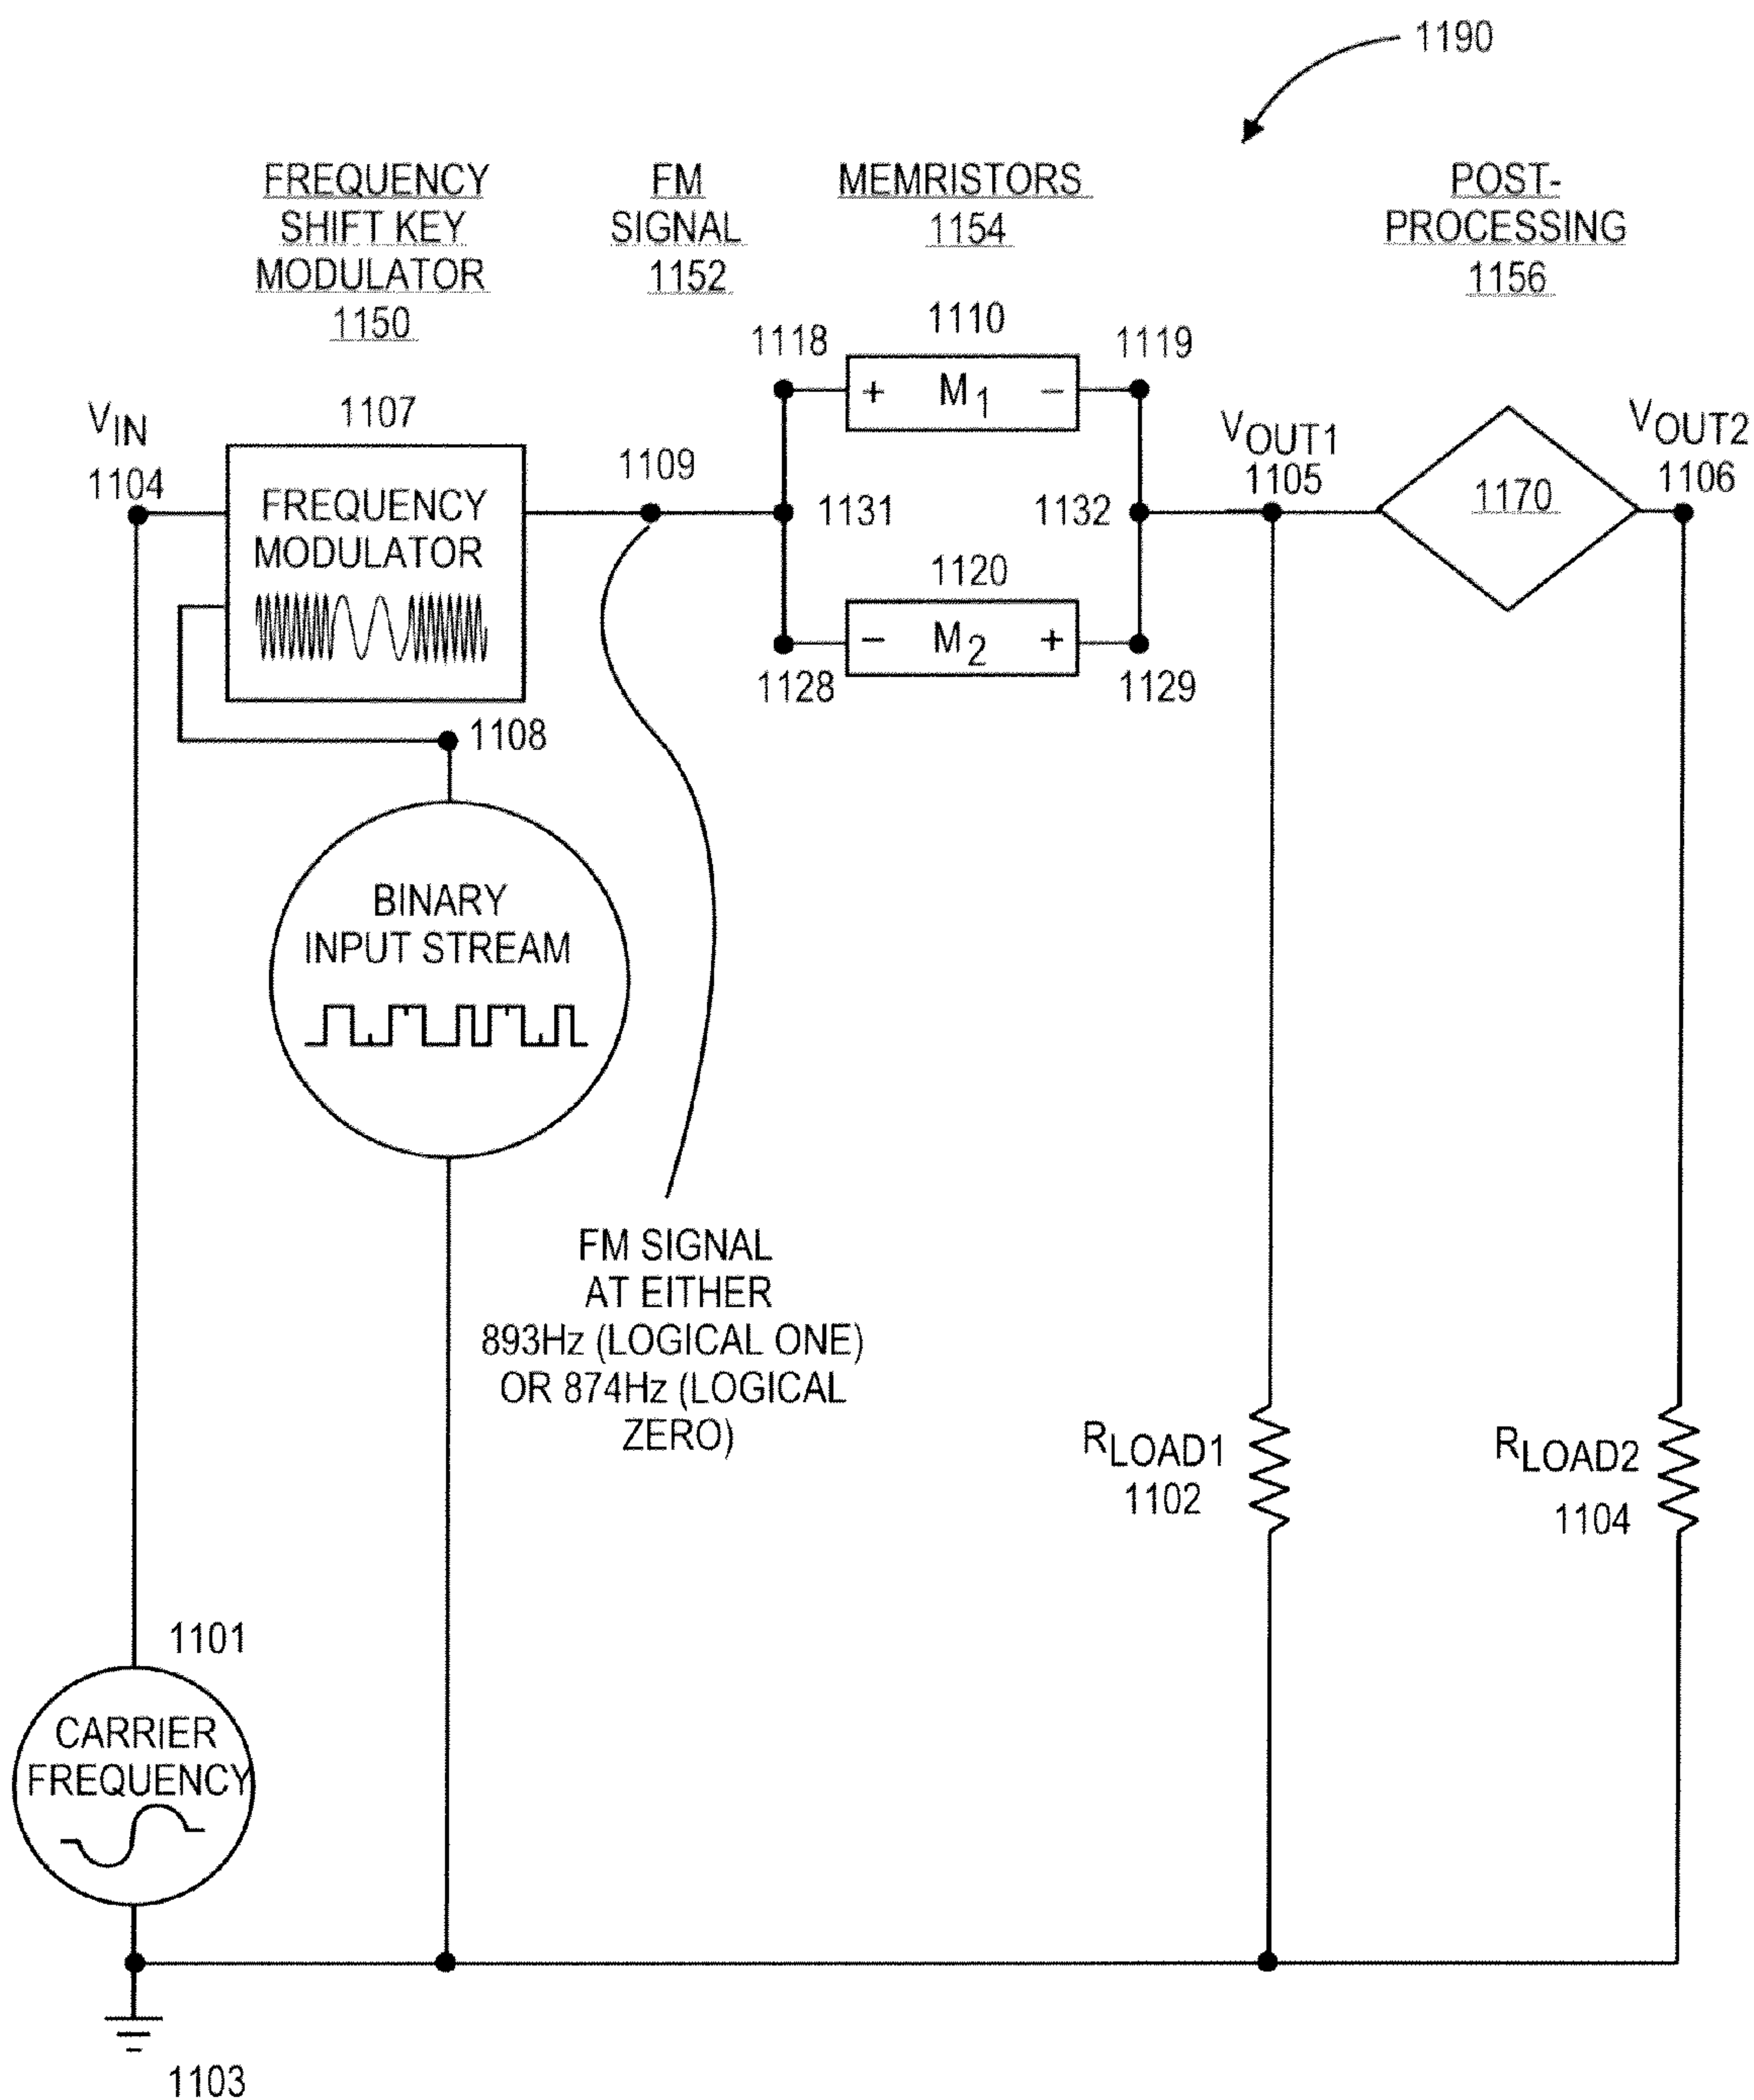 1190
FREQUENCY
SHIFT KEY
MODULATOR
1150
FM
SIGNAL
1152
MEMRISTORS
1154
POST-
PROCESSING
1156
1118
1110
1119
+ M1 −
VIN
1104
1107
FREQUENCY
MODULATOR
1109
1131
1132
VOUT1
1105
1170
VOUT2
1106
1120
− M2 +
1128
1129
1108
BINARY
INPUT STREAM
FM SIGNAL
AT EITHER
893Hz (LOGICAL ONE)
OR 874Hz (LOGICAL
ZERO)
RLOAD1
1102
RLOAD2
1104
1101
CARRIER
FREQUENCY
1103